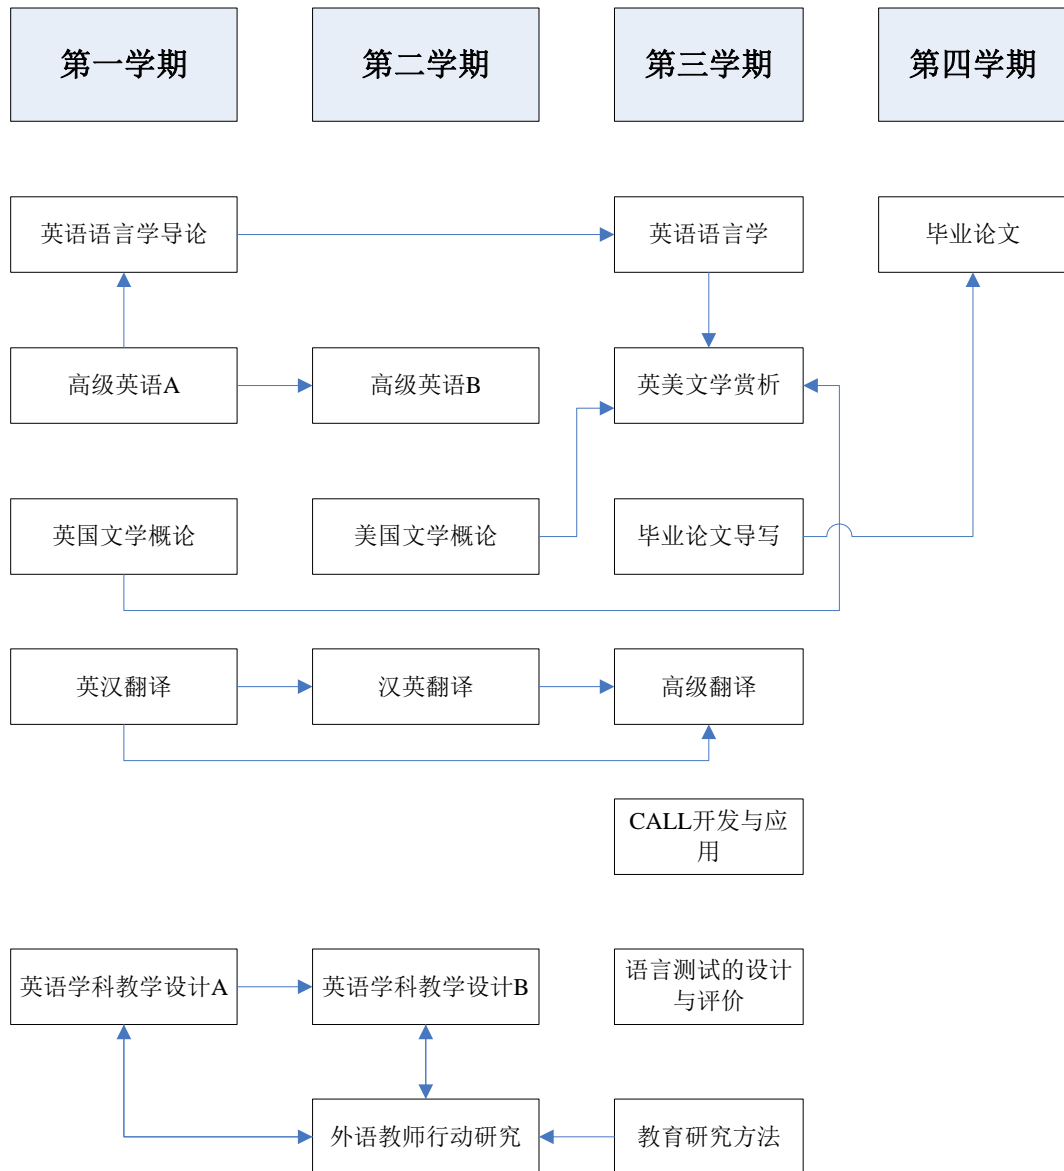 第一学期
第二学期
第三学期
第四学期
英语语言学导论
英语语言学
毕业论文
高级英语A
高级英语B
英美文学赏析
英国文学概论
美国文学概论
毕业论文导写
英汉翻译
汉英翻译
高级翻译
CALL开发与应
用
英语学科教学设计A
英语学科教学设计B
语言测试的设计
与评价
外语教师行动研究
教育研究方法